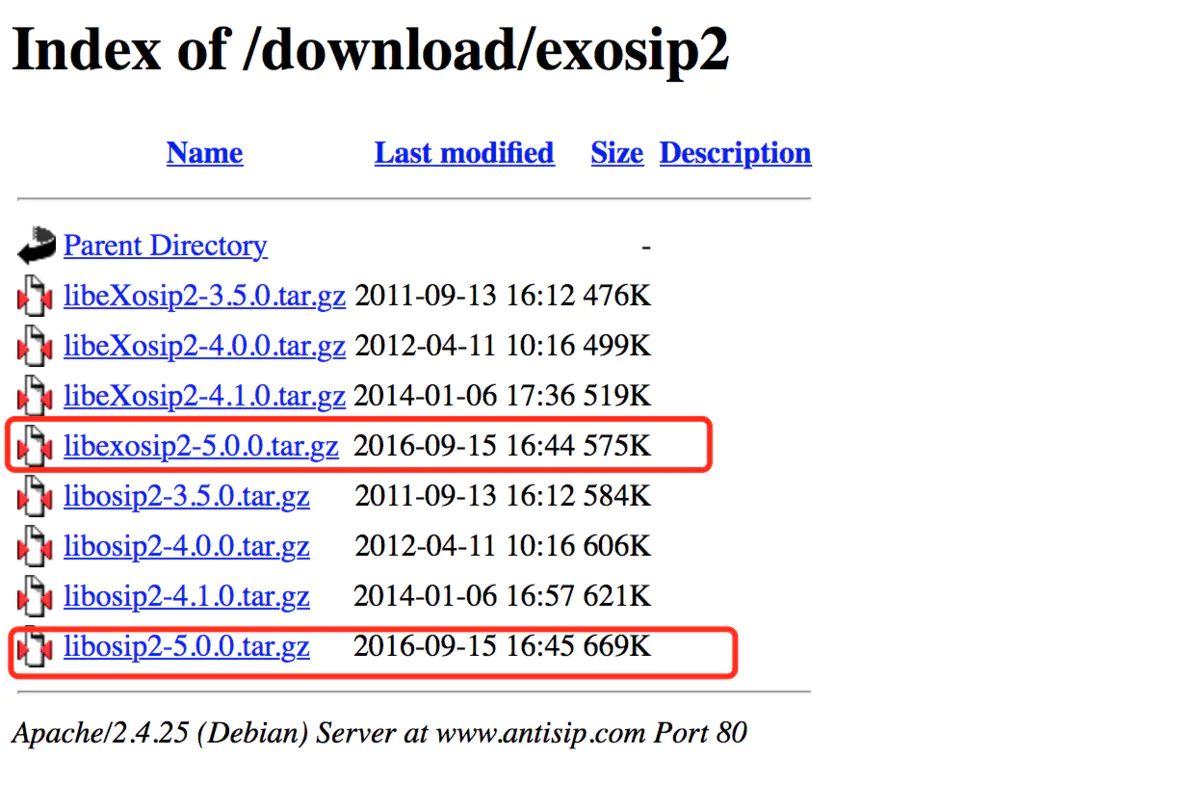 Index of /download/exosip2
Name Last modified Size Description
Parent Directory -
libeXosip2-3.5.0.tar.gz 2011-09-13 16:12 476K
libeXosip2-4.0.0.tar.gz 2012-04-11 10:16 499K
libeXosip2-4.1.0.tar.gz 2014-01-06 17:36 519K
libexosip2-5.0.0.tar.gz 2016-09-15 16:44 575K
libosip2-3.5.0.tar.gz 2011-09-13 16:12 584K
libosip2-4.0.0.tar.gz 2012-04-11 10:16 606K
libosip2-4.1.0.tar.gz 2014-01-06 16:57 621K
libosip2-5.0.0.tar.gz 2016-09-15 16:45 669K
Apache/2.4.25 (Debian) Server at www.antisip.com Port 80